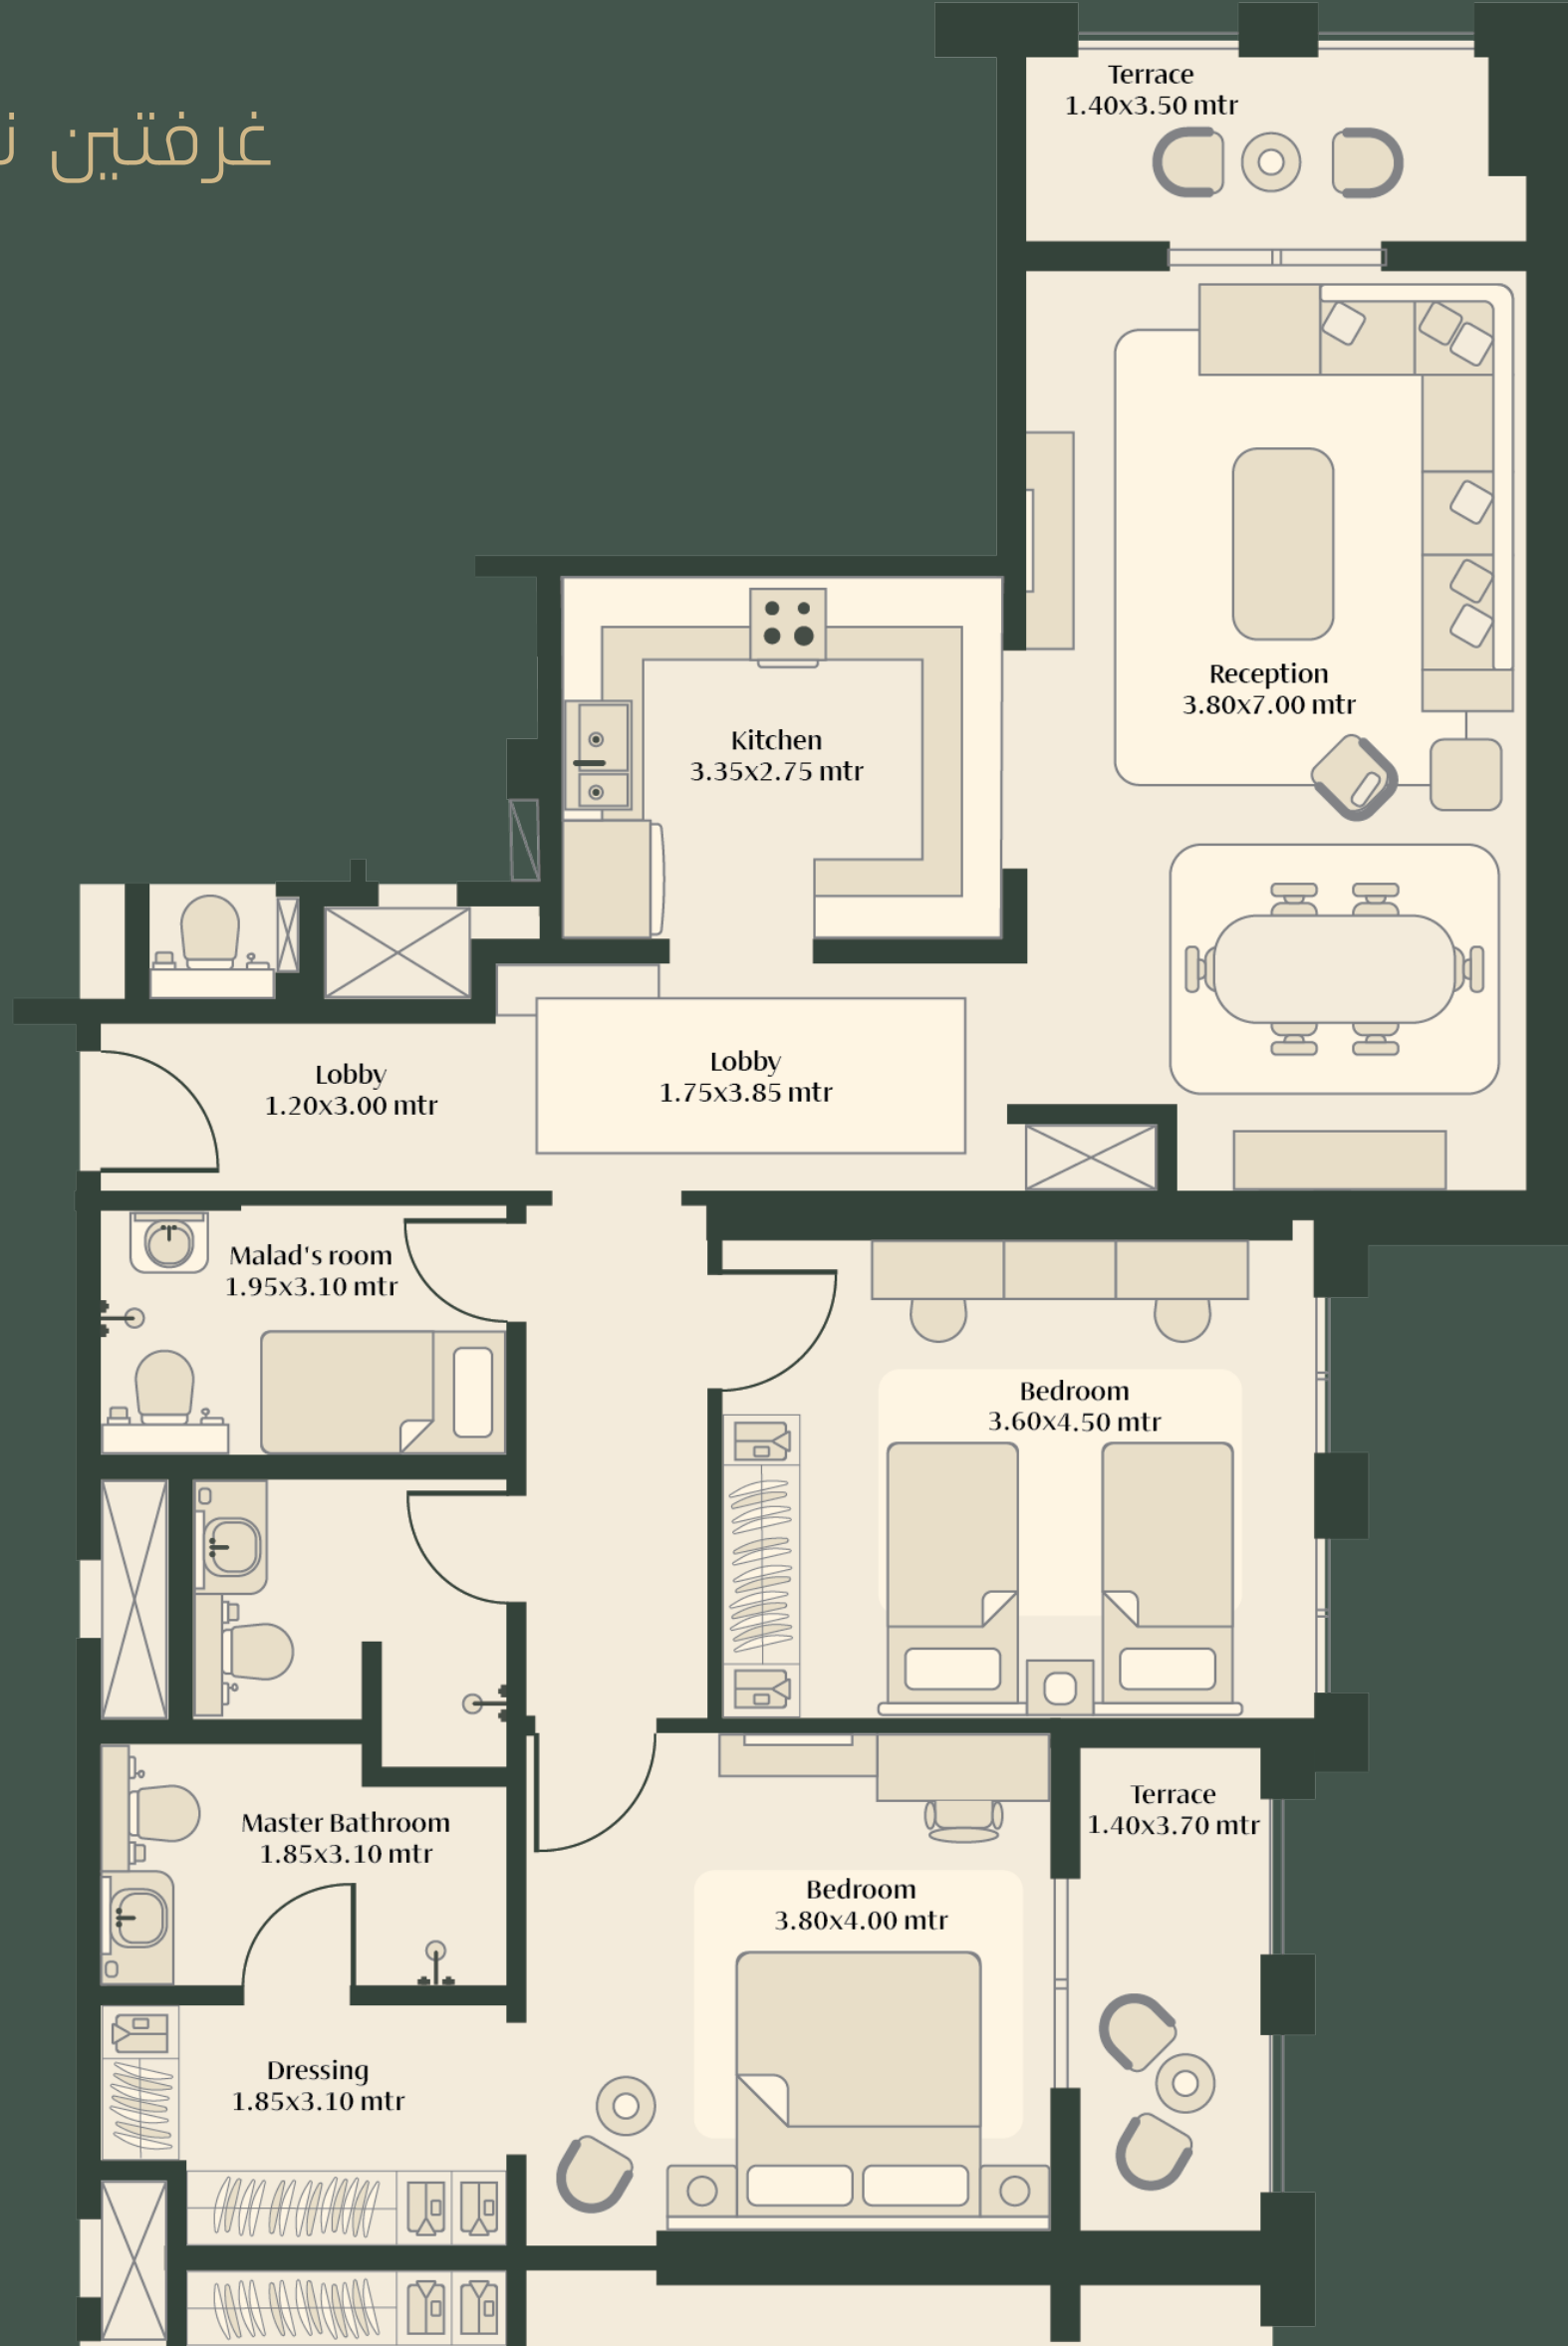 غرفتين
Terrace
1.40x3.50 mtr
Reception
3.80x7.00 mtr
Kitchen
3.35x2.75 mtr
Lobby
1.20x3.00 mtr
Lobby
1.75x3.85 mtr
Malad's room
1.95x3.10 mtr
Bedroom
3.60x4.50 mtr
Master Bathroom
1.85x3.10 mtr
Terrace
1.40x3.70 mtr
Bedroom
3.80x4.00 mtr
Dressing
1.85x3.10 mtr